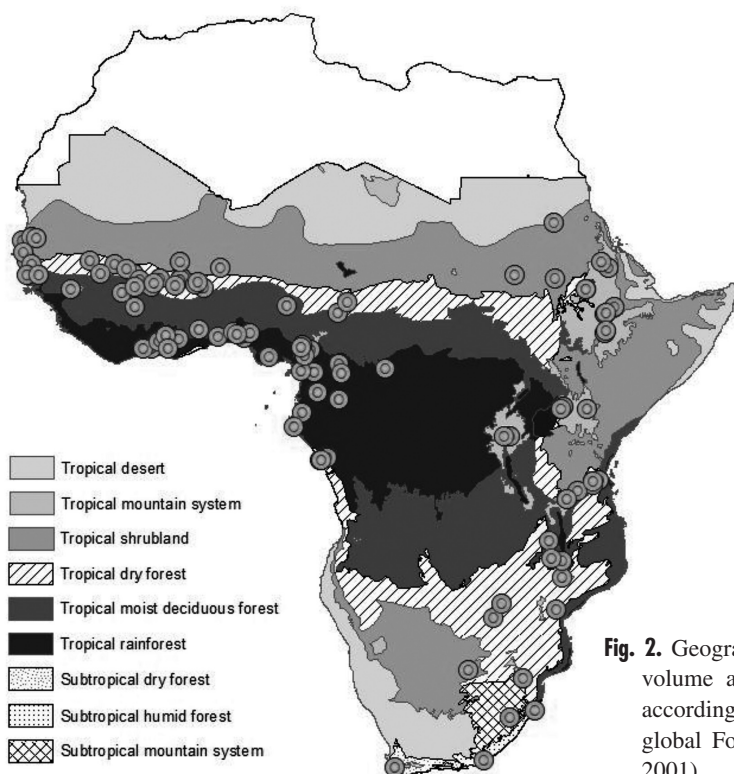 Tropical desert
Tropical mountain system
Tropical shrubland
Tropical dry forest
Tropical moist deciduous forest
Tropical rainforest
Subtropical dry forest
Subtropical humid forest
Subtropical mountain system
Fig. 2. Geogra
volume a
according
global Fo
2001)